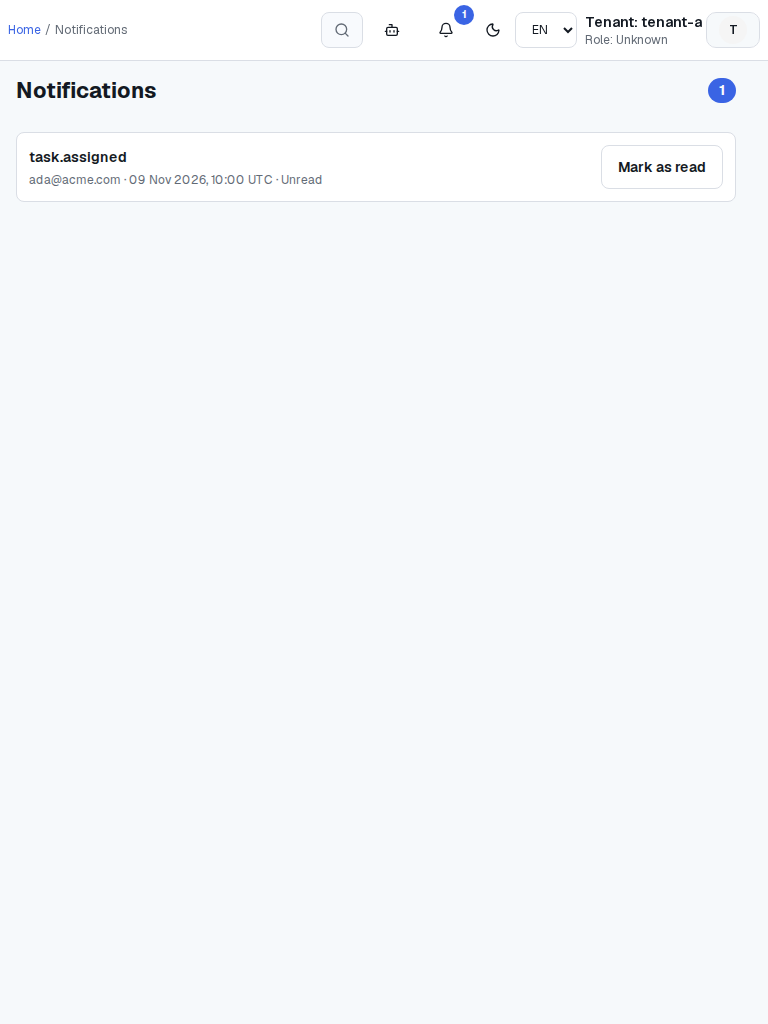 Home / Notifications
1
EN
Tenant: tenant-a
Role: Unknown
T
Notifications
1
task.assigned
ada@acme.com · 09 Nov 2026, 10:00 UTC · Unread
Mark as read